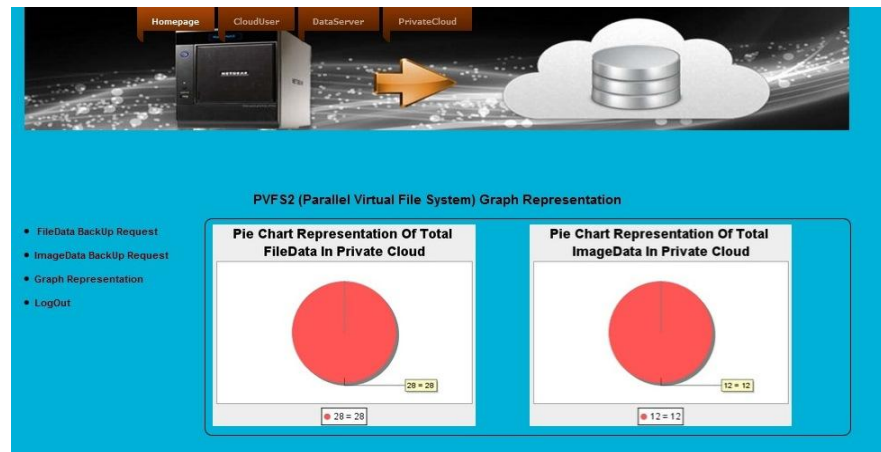 Homepage
CloudUser
DataServer
PrivateCloud
NETGEAR
PVFS2 (Parallel Virtual File System) Graph Representation
FileData BackUp Request
ImageData BackUp Request
Graph Representation
LogOut
Pie Chart Representation Of Total
FileData In Private Cloud
28 = 28
28 = 28
Pie Chart Representation Of Total
ImageData In Private Cloud
12 = 12
12 = 12